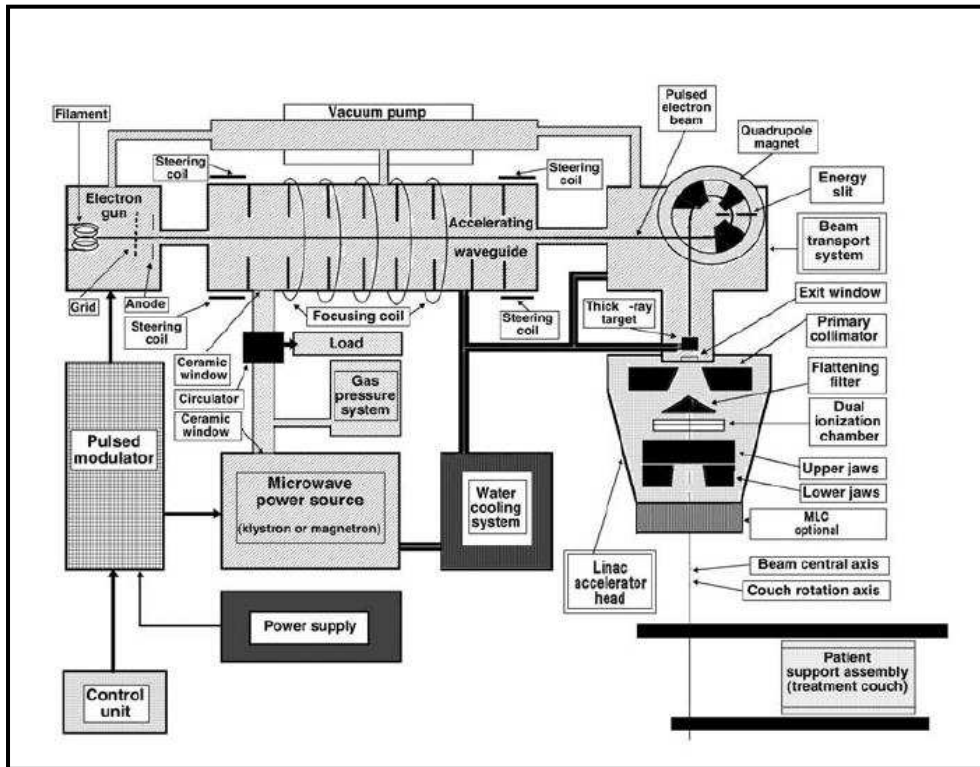 Vacuum pump
Pulsed
electron
beam
Filament
Quadrupole
magnet
Steering
coil
Steering
coil
Energy
slit
Electron
gun
Accelerating
waveguide
Beam
transport
system
Grid
Anode
Steering
coil
Focusing coil
Steering
coil
Thick -ray
target
Exit window
Primary
collimator
Ceramic
window
Load
Circulator
Gas
pressure
system
Flattening
filter
Ceramic
window
Dual
ionization
chamber
Pulsed
modulator
Microwave
power source
(klystron or magnetron)
Water
cooling
system
Upper jaws
Lower jaws
MLC
optional
Linac
accelerator
head
Beam central axis
Couch rotation axis
Power supply
Patient
support assembly
(treatment couch)
Control
unit